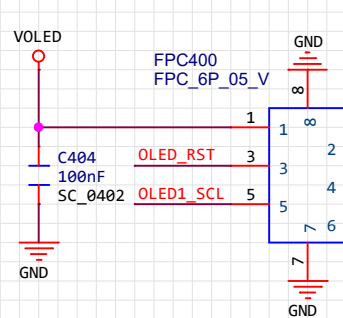 VOLED
GND
FPC400
FPC_6P_05_V
8
8
1
1
2
C404
OLED_RST
3
3
100nF
4
SC_0402
OLED1_SCL
5
5
7
6
7
GND
GND